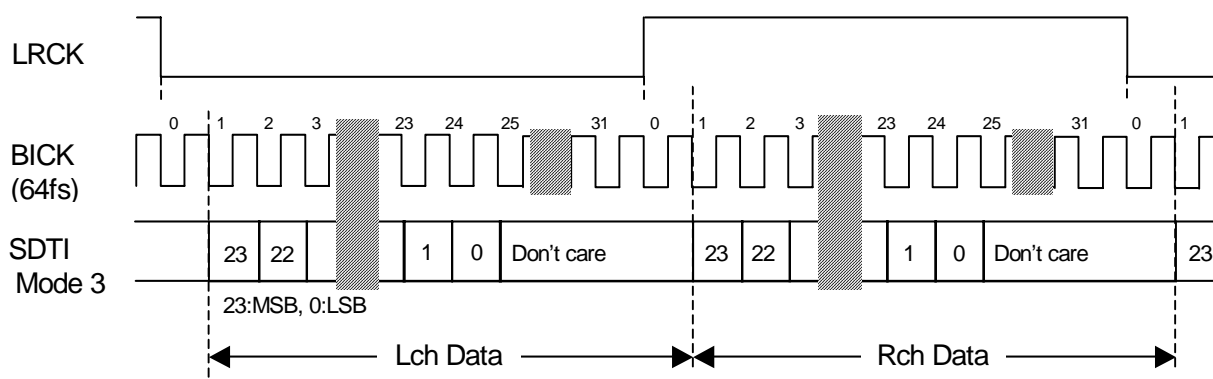 LRCK
0 1 2 3 23 24 25 31 0 1 2 3 23 24 25 31 0 1
BICK
(64fs)
SDTI
Mode 3
23 22 1 0 Don't care 23 22 1 0 Don't care 23
23:MSB, 0:LSB
Lch Data Rch Data